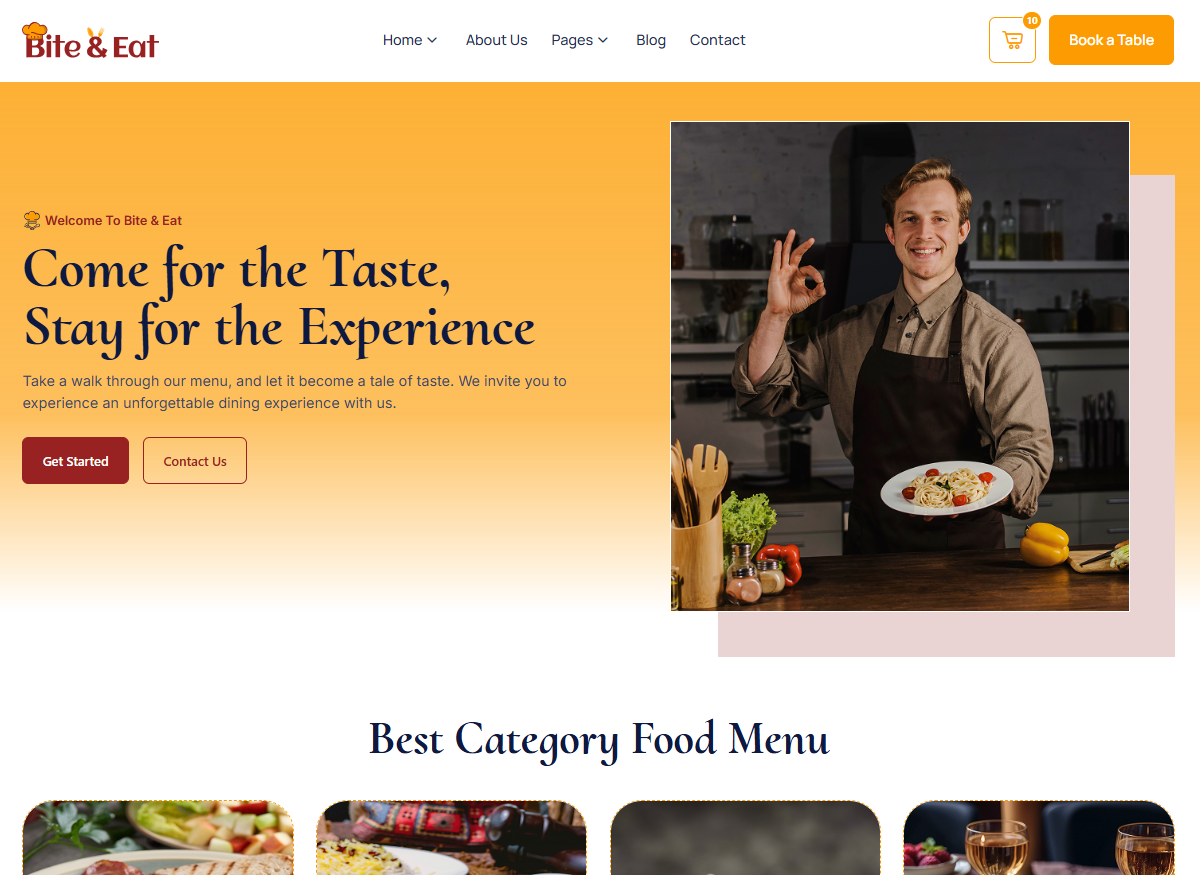 Bite & Eat
Home
About Us
Pages
Blog
Contact
10
Book a Table
Welcome To Bite & Eat
Come for the Taste,
Stay for the Experience
Take a walk through our menu, and let it become a tale of taste. We invite you to
experience an unforgettable dining experience with us.
Get Started
Contact Us
Best Category Food Menu